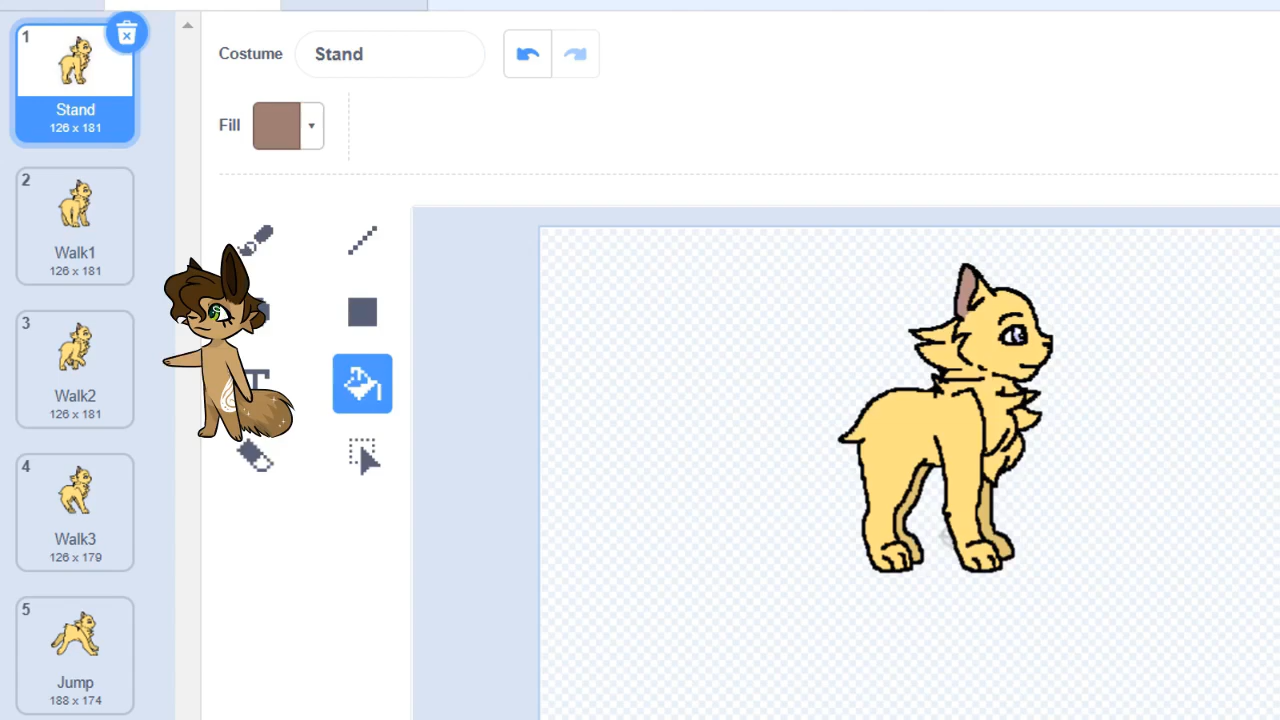 1
Stand
126 x 181
2
Walk1
126 x 181
3
Walk2
126 x 181
4
Walk3
126 x 179
5
Jump
188 x 174
Costume
Stand
Fill
T